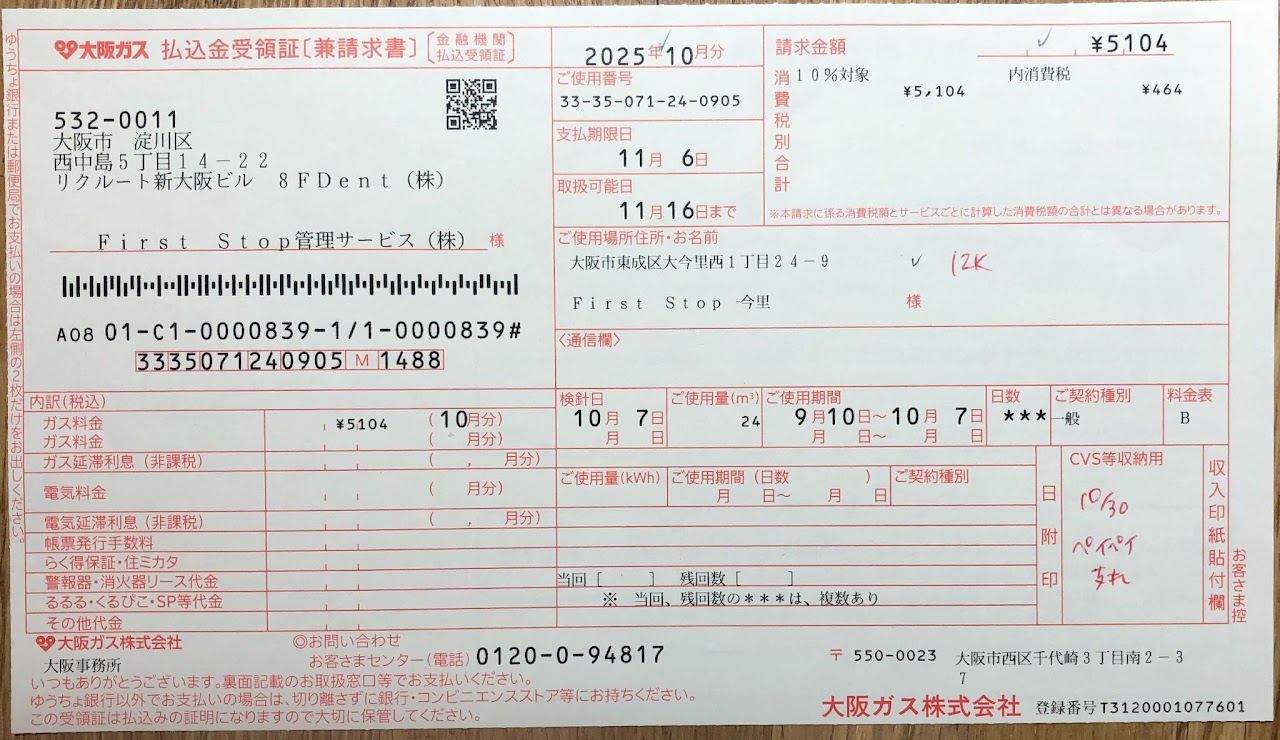 大阪ガス 払込金受領証〔兼請求書〕 〔金融機関払込受領証〕
2025年10月分
請求金額 ¥5104
消費税別合計
10%対象 ¥5,104 内消費税 ¥464
※本請求に係る消費税額とサービスごとに計算した消費税額の合計とは異なる場合があります。
ご使用番号
33-35-071-24-0905
支払期限日
11月 6日
取扱可能日
11月16日まで
532-0011
大阪市 淀川区
西中島5丁目14-22
リクルート新大阪ビル 8FDent(株)
First Stop管理サービス(株) 様
A08 01-C1-0000839-1/1-0000839#
3335071240905 M 1488
ご使用場所住所・お名前
大阪市東成区大今里西1丁目24-9 12K
First Stop 今里 様
〈通信欄〉
内訳(税込)
ガス料金 ¥5104 (10月分)
ガス料金 ( 月分)
ガス延滞利息(非課税) ( , 月分)
電気料金 ( 月分)
電気延滞利息(非課税) ( , 月分)
帳票発行手数料
らく得保証・住ミカタ
警報器・消火器リース代金
るるる・くるぴこ・SP等代金
その他代金
検針日 ご使用量(m³) ご使用期間 日数 ご契約種別 料金表
10月 7日 24 9月10日〜10月 7日 *** 一般 B
月 日 月 日〜 月 日
ご使用量(kWh) ご使用期間(日数 ) ご契約種別
月 日〜 月 日
当回[ ] 残回数[ ]
※ 当回、残回数の***は、複数あり
日附印
CVS等収納用
10/30
ペイペイ
収入印紙貼付欄
お客さま控
ゆうちょ銀行または郵便局でお支払いの場合は左側の2枚だけをお出しください。
大阪ガス株式会社
大阪事務所
◎お問い合わせ
お客さまセンター(電話) 0120-0-94817
いつもありがとうございます。裏面記載のお取扱窓口等でお支払いください。
ゆうちょ銀行以外でお支払いの場合は、切り離さずに銀行・コンビニエンスストア等にお持ちください。
この受領証は払込みの証明になりますので大切に保管してください。
〒 550-0023 大阪市西区千代崎3丁目南2-3
7
大阪ガス株式会社 登録番号T3120001077601